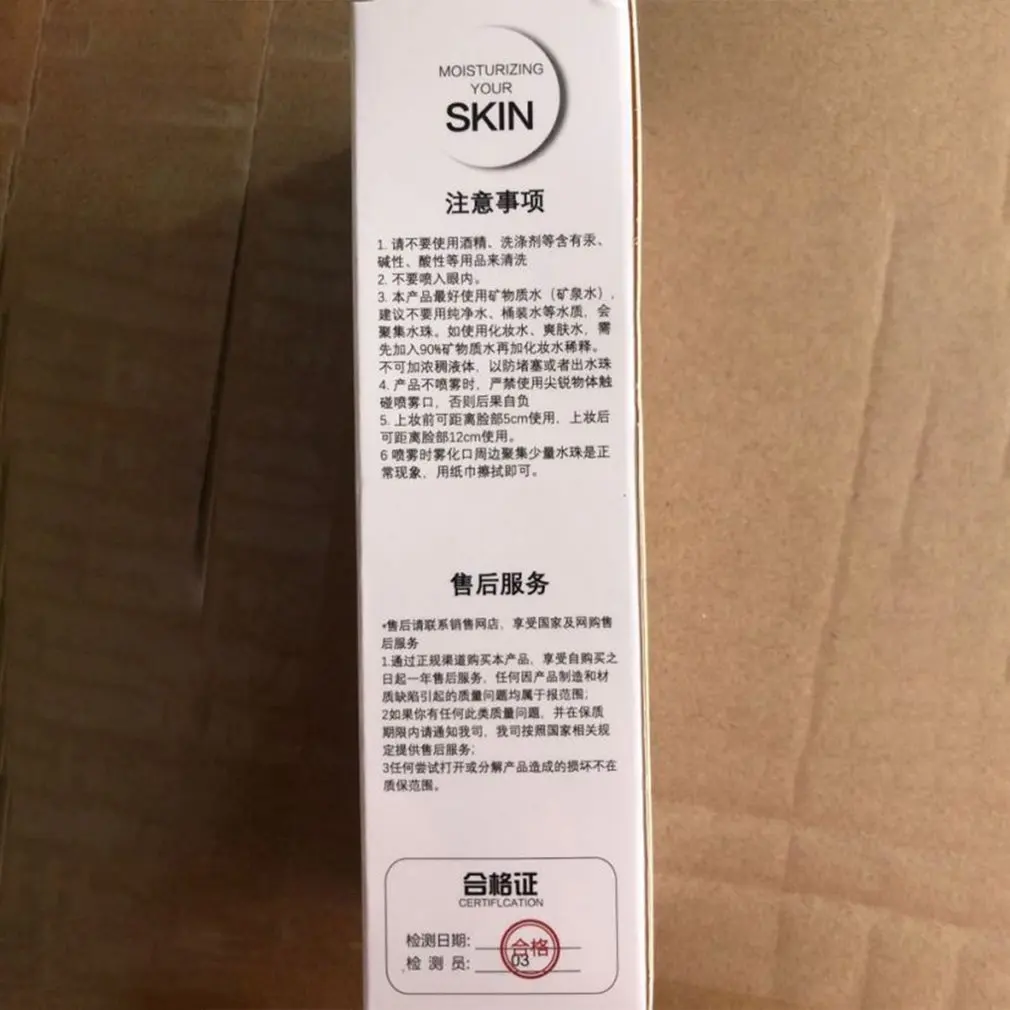 MOISTURIZING
YOUR
SKIN
注意事项
1. 请不要使用酒精、洗涤剂等含有汞、
碱性、酸性等用品来清洗
2. 不要喷入眼内。
3. 本产品最好使用矿物质水（矿泉水），
建议不要用纯净水、桶装水等水质，会
聚集水珠。如使用化妆水、爽肤水，需
先加入90%矿物质水再加化妆水稀释。
不可加浓稠液体，以防堵塞或者出水珠
4. 产品不喷雾时，严禁使用尖锐物体触
碰喷雾口，否则后果自负
5. 上妆前可距离脸部5cm使用，上妆后
可距离脸部12cm使用。
6 喷雾时雾化口周边聚集少量水珠是正
常现象，用纸巾擦拭即可。
售后服务
*售后请联系销售网店，享受国家及网购售
后服务
1.通过正规渠道购买本产品，享受自购买之
日起一年售后服务，任何因产品制造和材
质缺陷引起的质量问题均属于报范围；
2如果你有任何此类质量问题，并在保质
期限内请通知我司，我司按照国家相关规
定提供售后服务；
3任何尝试打开或分解产品造成的损坏不在
质保范围。
合格证
CERTIFLCATION
检测日期：
合格
检 测 员：
03